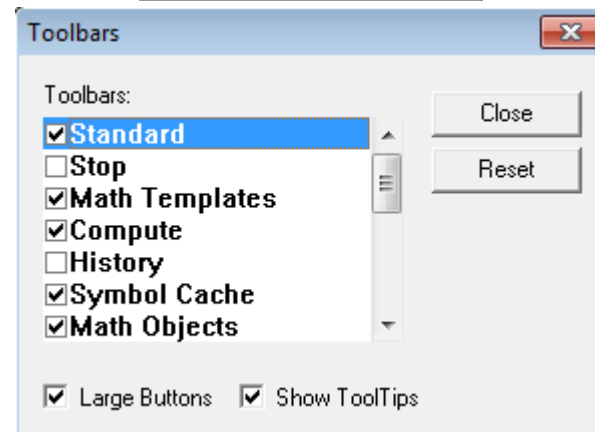 Toolbars
Toolbars:
Standard
Stop
Math Templates
Compute
History
Symbol Cache
Math Objects
Close
Reset
Large Buttons Show ToolTips